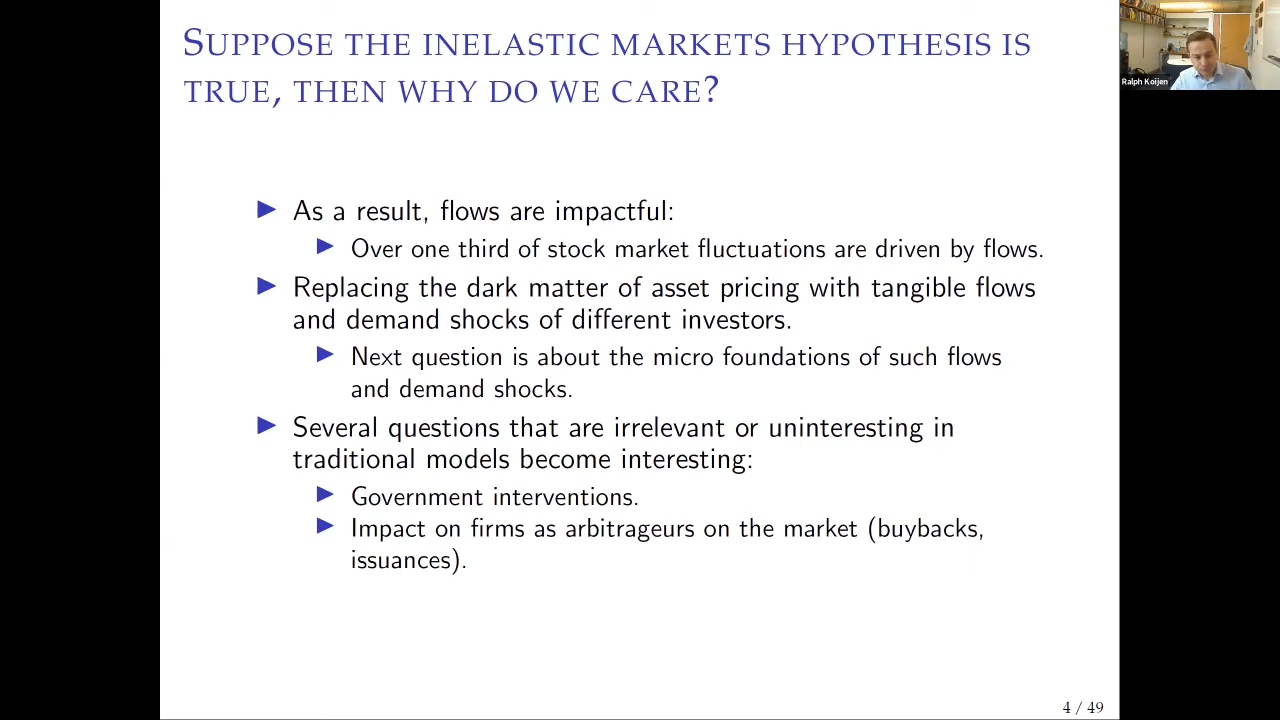 SUPPOSE THE INELASTIC MARKETS HYPOTHESIS IS
TRUE, THEN WHY DO WE CARE?
Ralph Koijen
▶ As a result, flows are impactful:
▶ Over one third of stock market fluctuations are driven by flows.
▶ Replacing the dark matter of asset pricing with tangible flows
and demand shocks of different investors.
▶ Next question is about the micro foundations of such flows
and demand shocks.
▶ Several questions that are irrelevant or uninteresting in
traditional models become interesting:
▶ Government interventions.
▶ Impact on firms as arbitrageurs on the market (buybacks,
issuances).
4 / 49